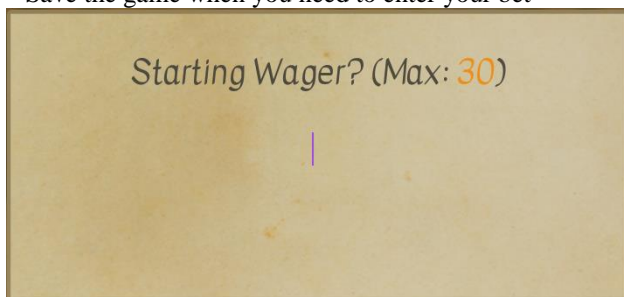 Save the game when you need to enter your bet
Starting Wager? (Max: 30)